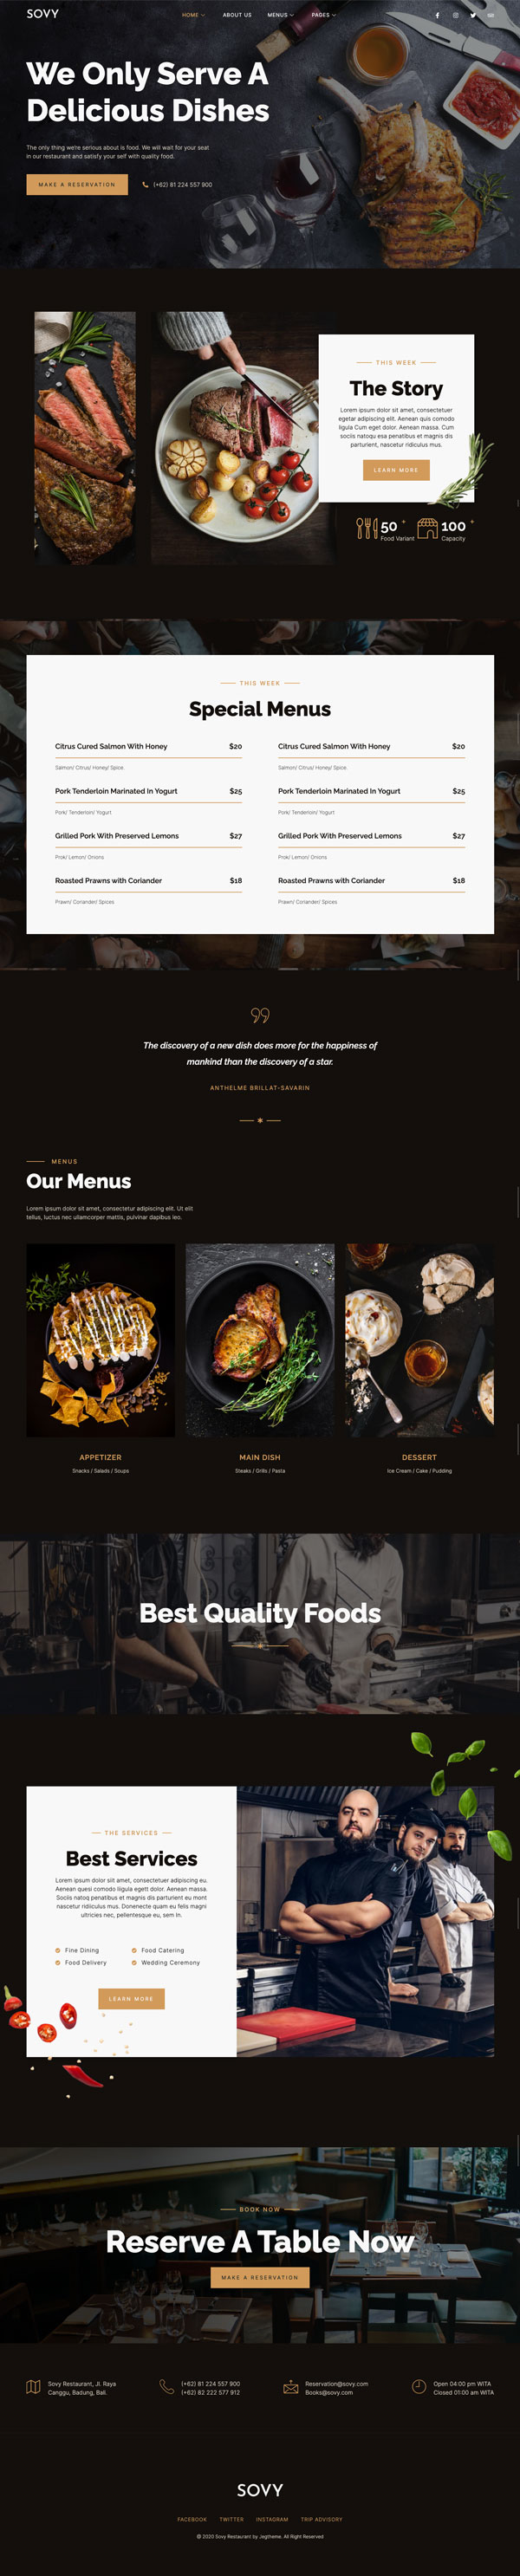 SOVY
HOME
ABOUT US
MENUS
PAGES
We Only Serve A
Delicious Dishes
The only thing we're serious about is food. We will wait for your seat
in our restaurant and satisfy your self with quality food.
MAKE A RESERVATION
(+62) 81 224 557 900
THIS WEEK
The Story
Lorem ipsum dolor sit amet, consectetuer
egetar adipiscing elit. Aenean quis comodo
ligula Cum eget dolor. Aenean massa. Cum
sociis natoqu esa penatibus et magnis dis
parturient, nascetur ridiculus mus.
LEARN MORE
50 +
Food Variant
100 +
Capacity
THIS WEEK
Special Menus
Citrus Cured Salmon With Honey $20
Salmon/ Citrus/ Honey/ Spice.
Pork Tenderloin Marinated In Yogurt $25
Pork/ Tenderloin/ Yogurt
Grilled Pork With Preserved Lemons $27
Prok/ Lemon/ Onions
Roasted Prawns with Coriander $18
Prawn/ Coriander/ Spices
Citrus Cured Salmon With Honey $20
Salmon/ Citrus/ Honey/ Spice.
Pork Tenderloin Marinated In Yogurt $25
Pork/ Tenderloin/ Yogurt
Grilled Pork With Preserved Lemons $27
Prok/ Lemon/ Onions
Roasted Prawns with Coriander $18
Prawn/ Coriander/ Spices
The discovery of a new dish does more for the happiness of
mankind than the discovery of a star.
ANTHELME BRILLAT-SAVARIN
MENUS
Our Menus
Lorem ipsum dolor sit amet, consectetur adipiscing elit. Ut elit
tellus, luctus nec ullamcorper mattis, pulvinar dapibus leo.
APPETIZER
Snacks / Salads / Soups
MAIN DISH
Steaks / Grills / Pasta
DESSERT
Ice Cream / Cake / Pudding
Best Quality Foods
THE SERVICES
Best Services
Lorem ipsum dolor sit amet, consectetuer adipiscing eu.
Aenean quesi comodo ligula egett dolor. Aenean massa.
Sociis natoq penatibus et magnis dis parturient eu mont
nascetur ridiculus mus. Donenecte quam eu felis magni
ultricies nec, pellentesque eu, sem in.
Fine Dining
Food Catering
Food Delivery
Wedding Ceremony
LEARN MORE
BOOK NOW
Reserve A Table Now
MAKE A RESERVATION
Sovy Restaurant, Jl. Raya
Canggu, Badung, Bali.
(+62) 81 224 557 900
(+62) 82 222 577 912
Reservation@sovy.com
Books@sovy.com
Open 04:00 pm WITA
Closed 01:00 am WITA
SOVY
FACEBOOK
TWITTER
INSTAGRAM
TRIP ADVISORY
© 2020 Sovy Restaurant by Jegtheme. All Right Reserved